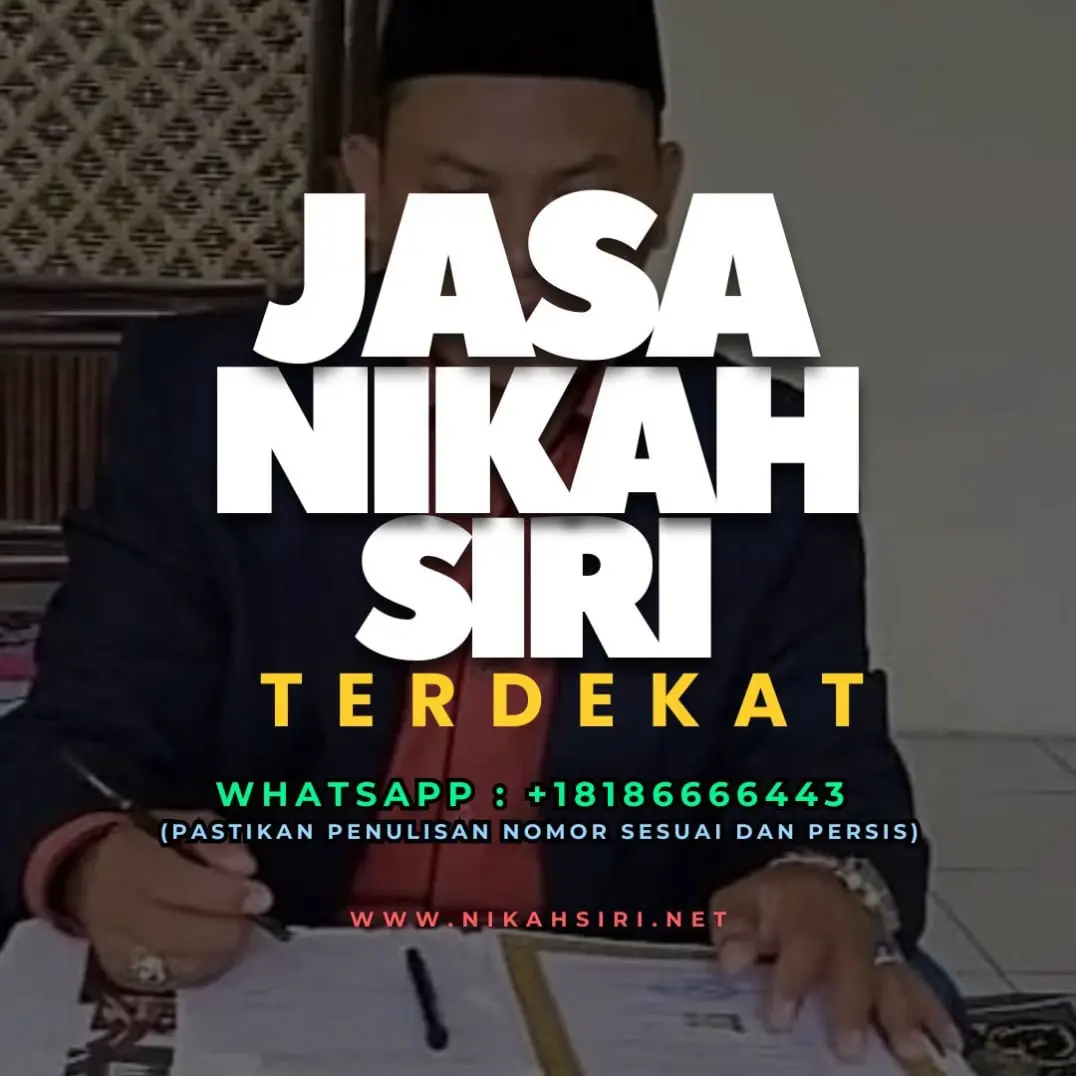 JASA
NIKAH
SIRI
TERDEKAT
WHATSAPP : +18186666443
(PASTIKAN PENULISAN NOMOR SESUAI DAN PERSIS)
WWW.NIKAHSIRI.NET